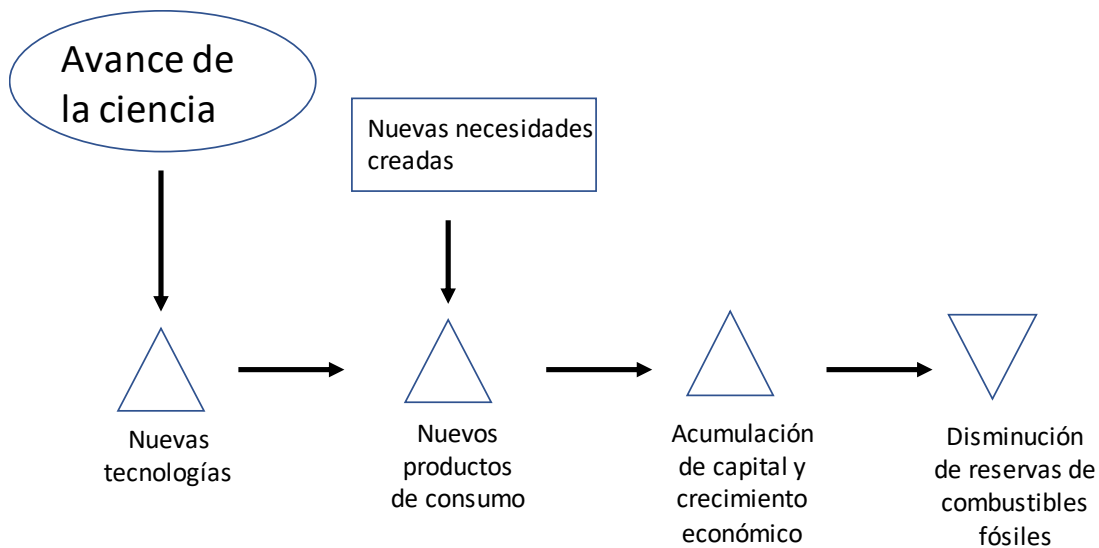 Avance de
la ciencia
Nuevas necesidades
creadas
Nuevas
tecnologías
Nuevos
productos
de consumo
Acumulación
de capital y
crecimiento
económico
Disminución
de reservas de
combustibles
fósiles